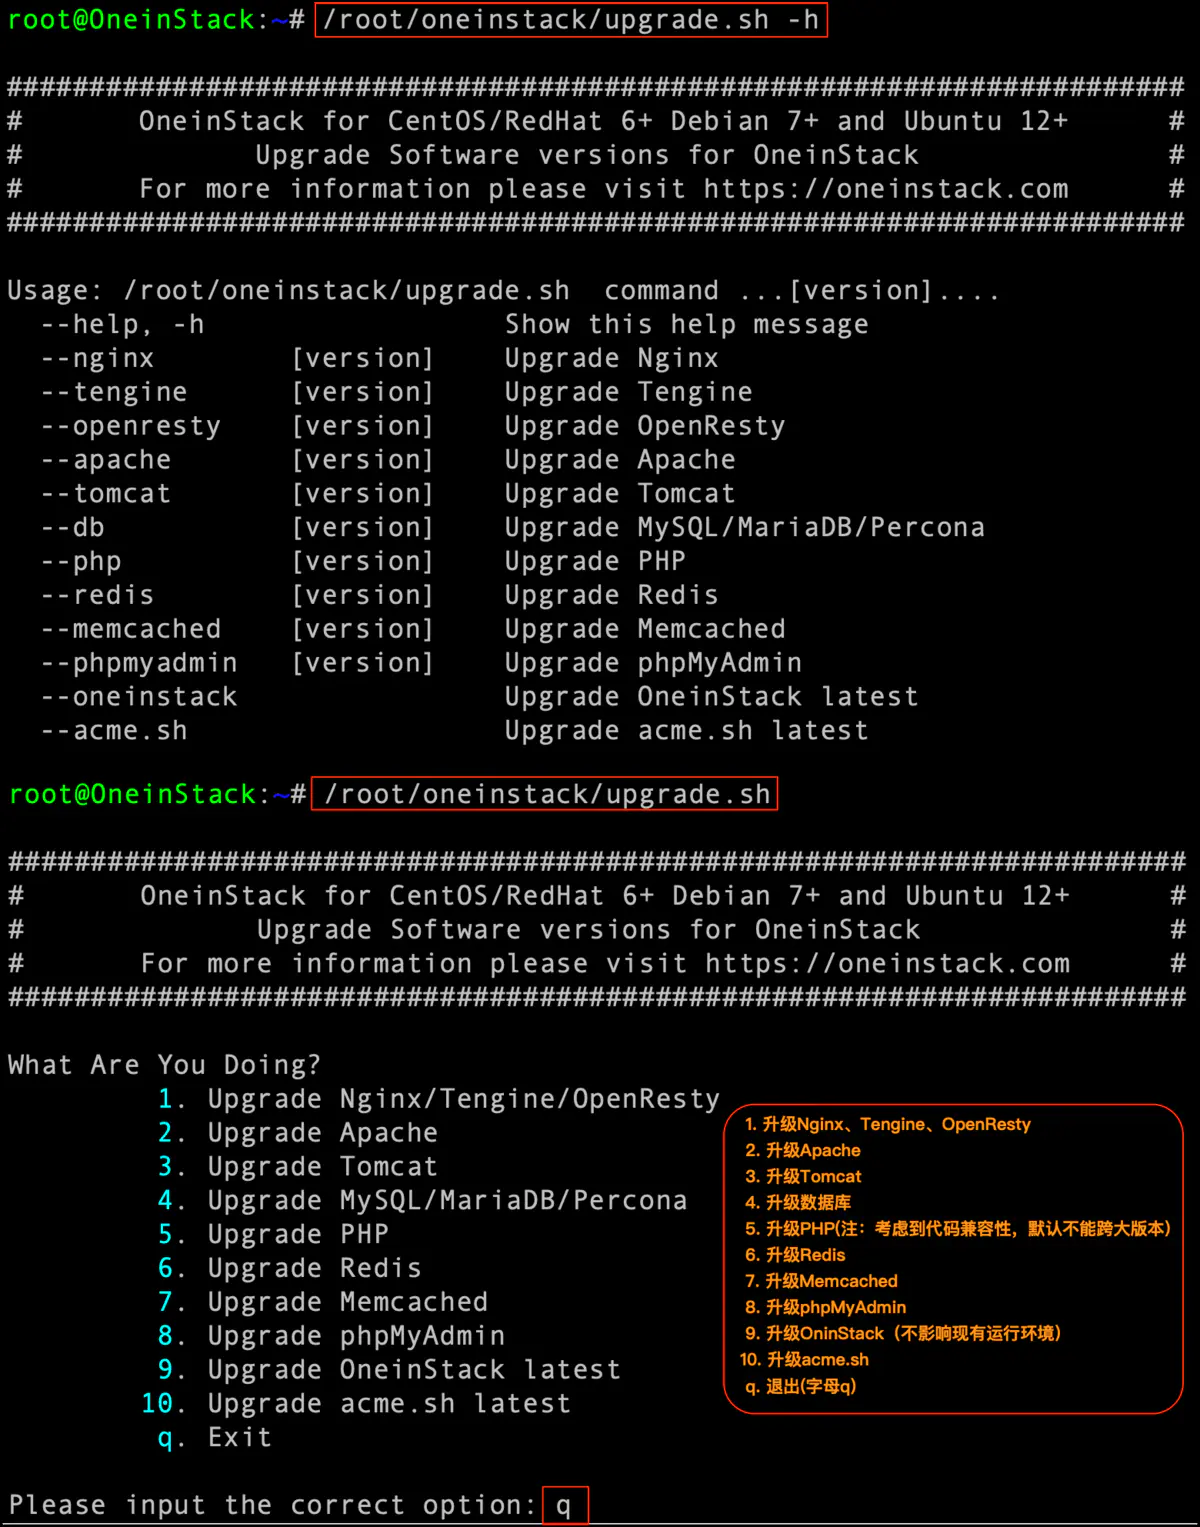 root@OneinStack:~# /root/oneinstack/upgrade.sh -h
#######################################################################
#       OneinStack for CentOS/RedHat 6+ Debian 7+ and Ubuntu 12+      #
#              Upgrade Software versions for OneinStack               #
#       For more information please visit https://oneinstack.com      #
#######################################################################
Usage: /root/oneinstack/upgrade.sh  command ...[version]....
  --help, -h                  Show this help message
  --nginx        [version]    Upgrade Nginx
  --tengine      [version]    Upgrade Tengine
  --openresty    [version]    Upgrade OpenResty
  --apache       [version]    Upgrade Apache
  --tomcat       [version]    Upgrade Tomcat
  --db           [version]    Upgrade MySQL/MariaDB/Percona
  --php          [version]    Upgrade PHP
  --redis        [version]    Upgrade Redis
  --memcached    [version]    Upgrade Memcached
  --phpmyadmin   [version]    Upgrade phpMyAdmin
  --oneinstack                Upgrade OneinStack latest
  --acme.sh                   Upgrade acme.sh latest
root@OneinStack:~# /root/oneinstack/upgrade.sh
#######################################################################
#       OneinStack for CentOS/RedHat 6+ Debian 7+ and Ubuntu 12+      #
#              Upgrade Software versions for OneinStack               #
#       For more information please visit https://oneinstack.com      #
#######################################################################
What Are You Doing?
1. Upgrade Nginx/Tengine/OpenResty
2. Upgrade Apache
3. Upgrade Tomcat
4. Upgrade MySQL/MariaDB/Percona
5. Upgrade PHP
6. Upgrade Redis
7. Upgrade Memcached
8. Upgrade phpMyAdmin
9. Upgrade OneinStack latest
10. Upgrade acme.sh latest
q. Exit
1. 升级Nginx、Tengine、OpenResty
2. 升级Apache
3. 升级Tomcat
4. 升级数据库
5. 升级PHP(注：考虑到代码兼容性，默认不能跨大版本)
6. 升级Redis
7. 升级Memcached
8. 升级phpMyAdmin
9. 升级OninStack（不影响现有运行环境）
10. 升级acme.sh
q. 退出(字母q)
Please input the correct option: q